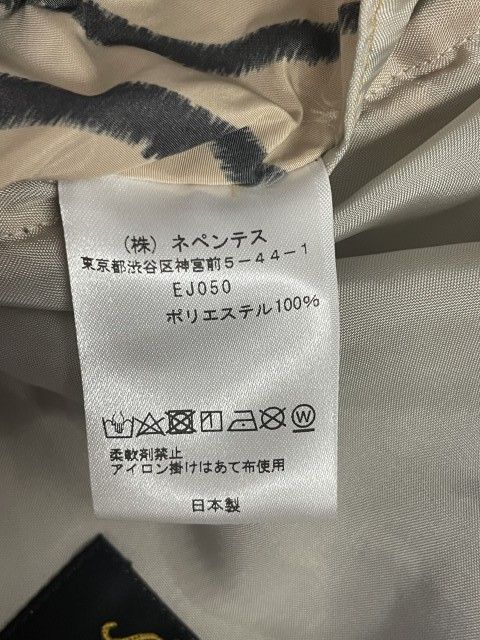 （株）ネペンテス
東京都渋谷区神宮前5-44-1
EJ050
ポリエステル100%
W
柔軟剤禁止
アイロン掛けはあて布使用
日本製